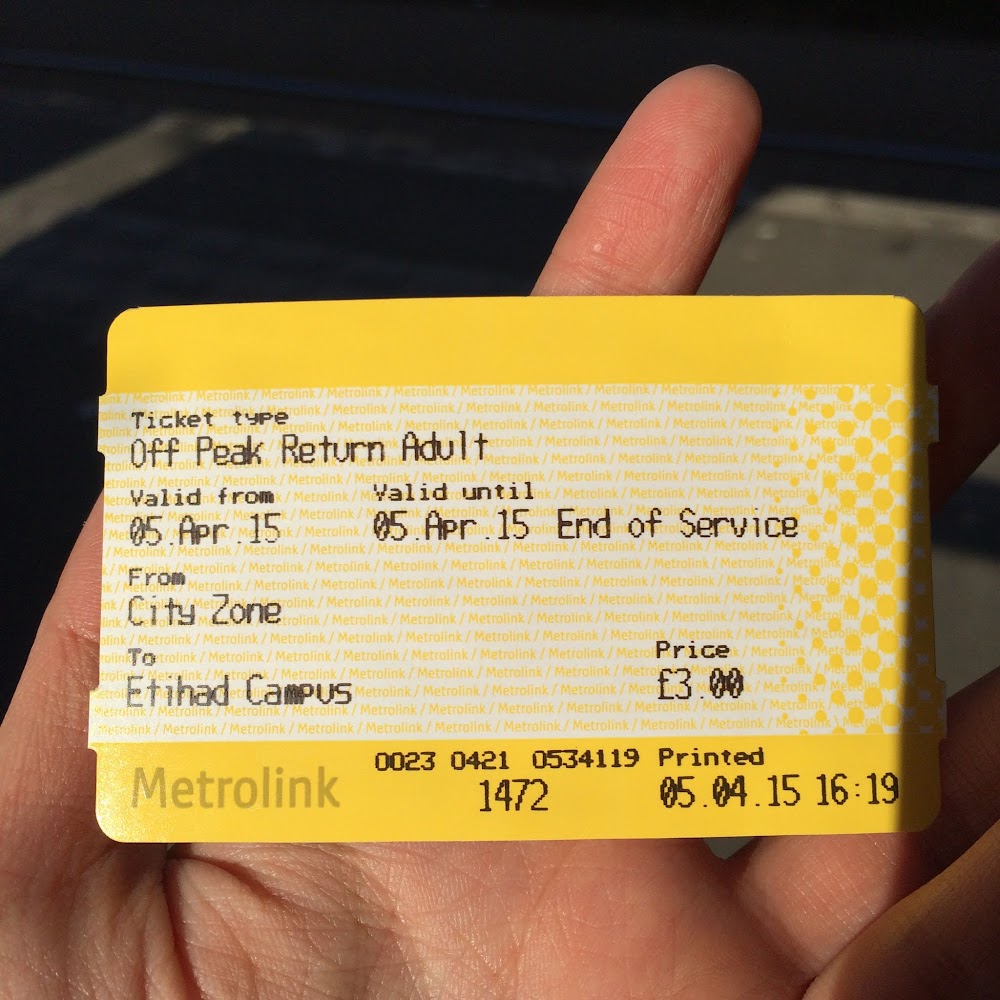 Ticket type
Off Peak Return Adult
Valid from Valid until
05.Apr.15 05.Apr.15 End of Service
From
City Zone
To Price
Etihad Campus £3.00
0023 0421 0534119 Printed
Metrolink 1472 05.04.15 16:19